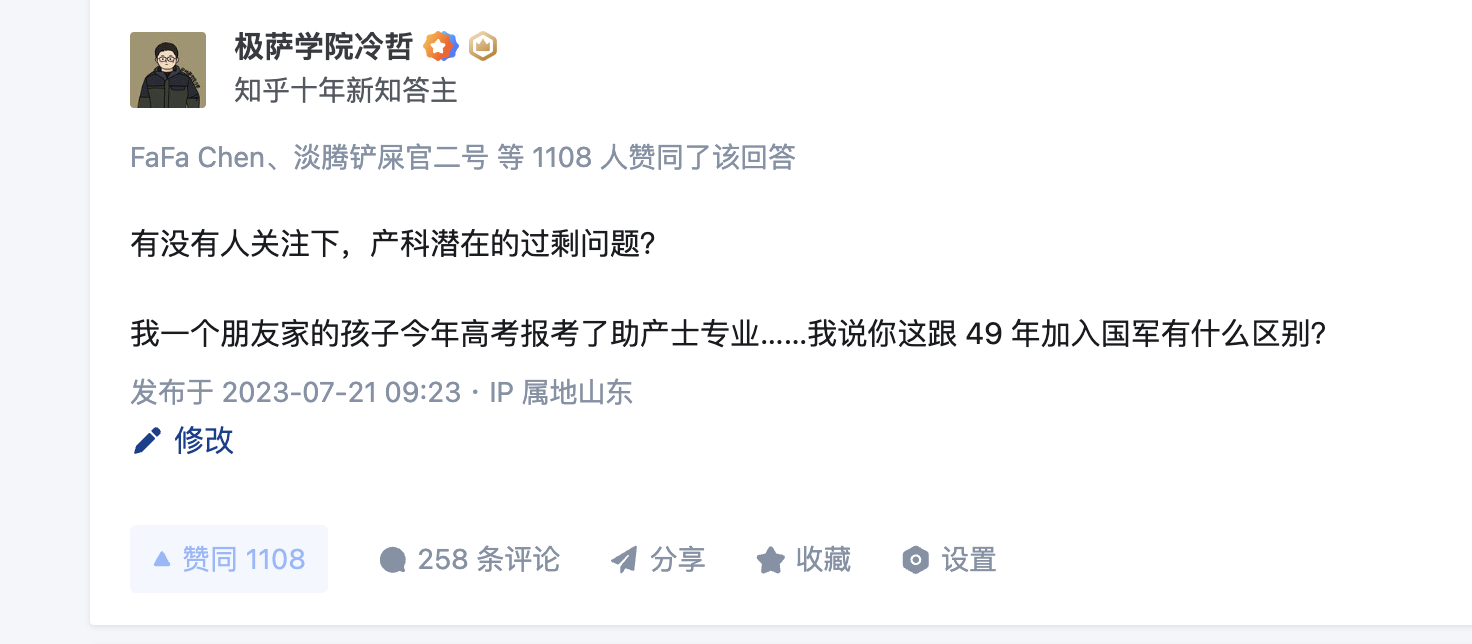 极萨学院冷哲
知乎十年新知答主
FaFa Chen、淡腾铲屎官二号 等 1108 人赞同了该回答
有没有人关注下，产科潜在的过剩问题?
我一个朋友家的孩子今年高考报考了助产士专业......我说你这跟 49 年加入国军有什么区别?
发布于 2023-07-21 09:23 · IP 属地山东
修改
赞同 1108 258 条评论 分享 收藏 设置